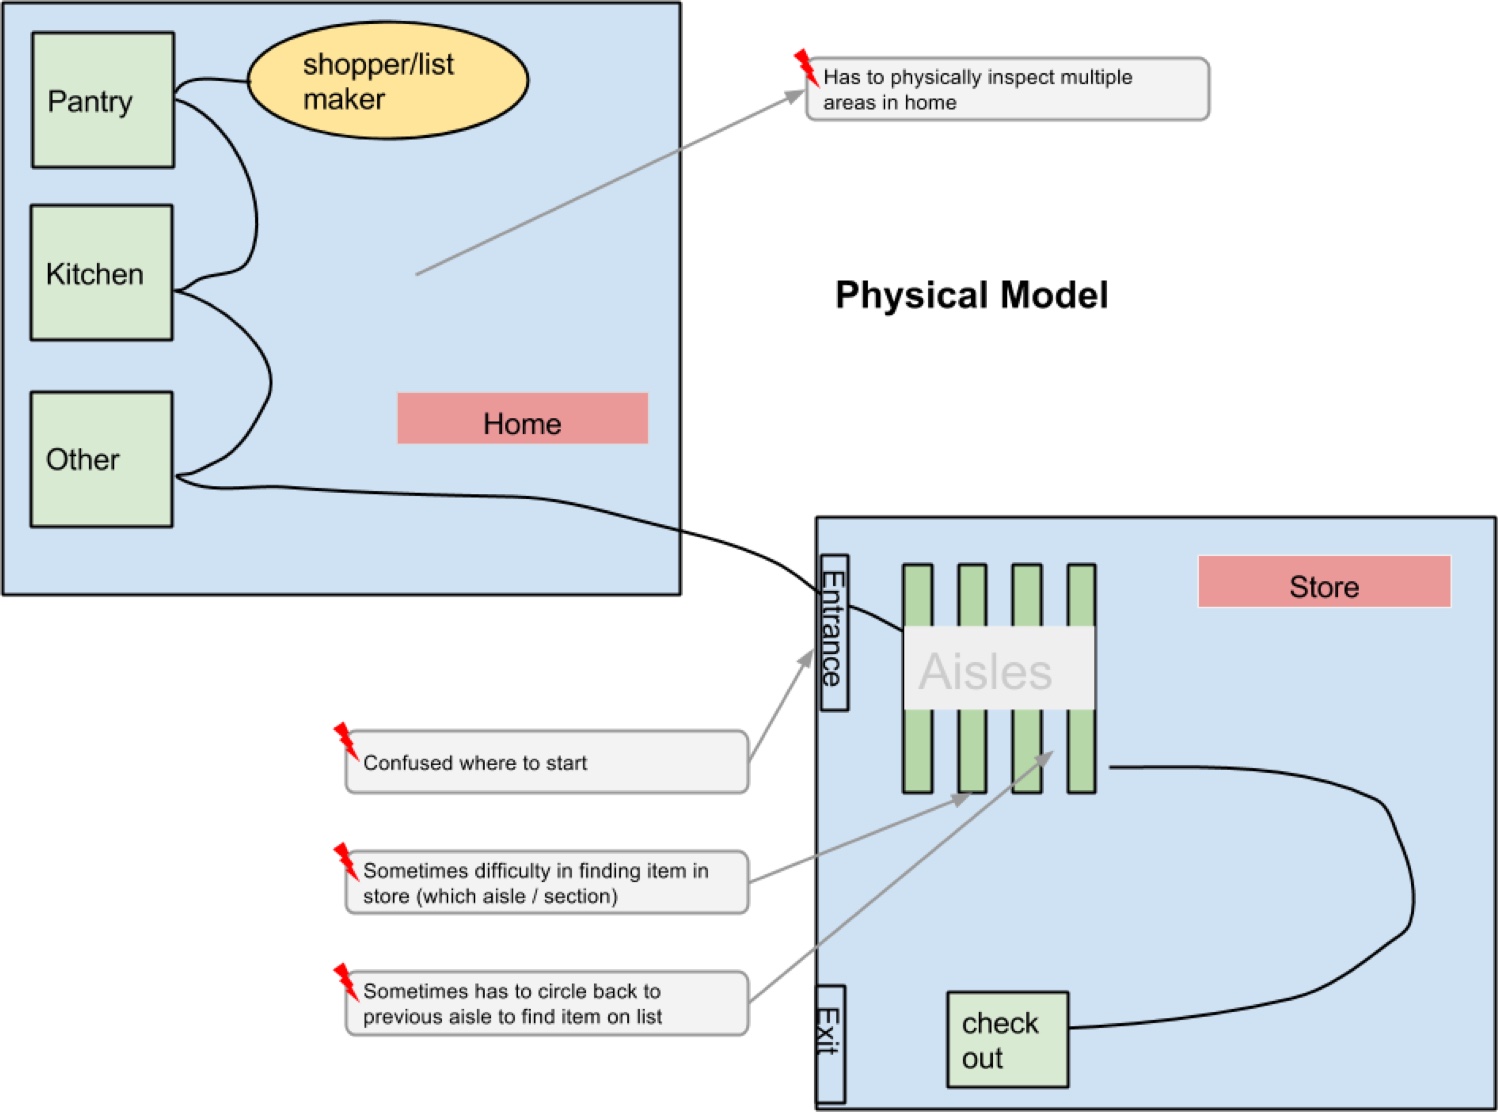 Pantry
shopper/list
maker
Has to physically inspect multiple
areas in home
Kitchen
Physical Model
Home
Other
Entrance
Store
Aisles
Confused where to start
Sometimes difficulty in finding item in
store (which aisle / section)
Sometimes has to circle back to
previous aisle to find item on list
Exit
check
out